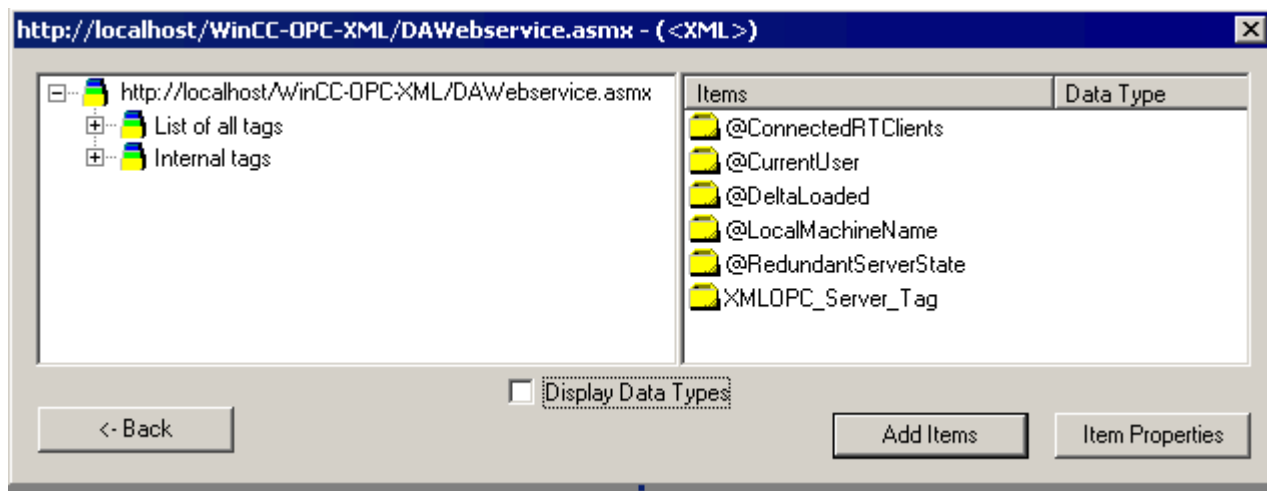 http://localhost/WinCC-OPC-XML/DAWebservice.asmx - (<XML>)
http://localhost/WinCC-OPC-XML/DAWebservice.asmx
List of all tags
Internal tags
Items Data Type
@ConnectedRTClients
@CurrentUser
@DeltaLoaded
@LocalMachineName
@RedundantServerState
XMLOPC_Server_Tag
Display Data Types
<- Back Add Items Item Properties